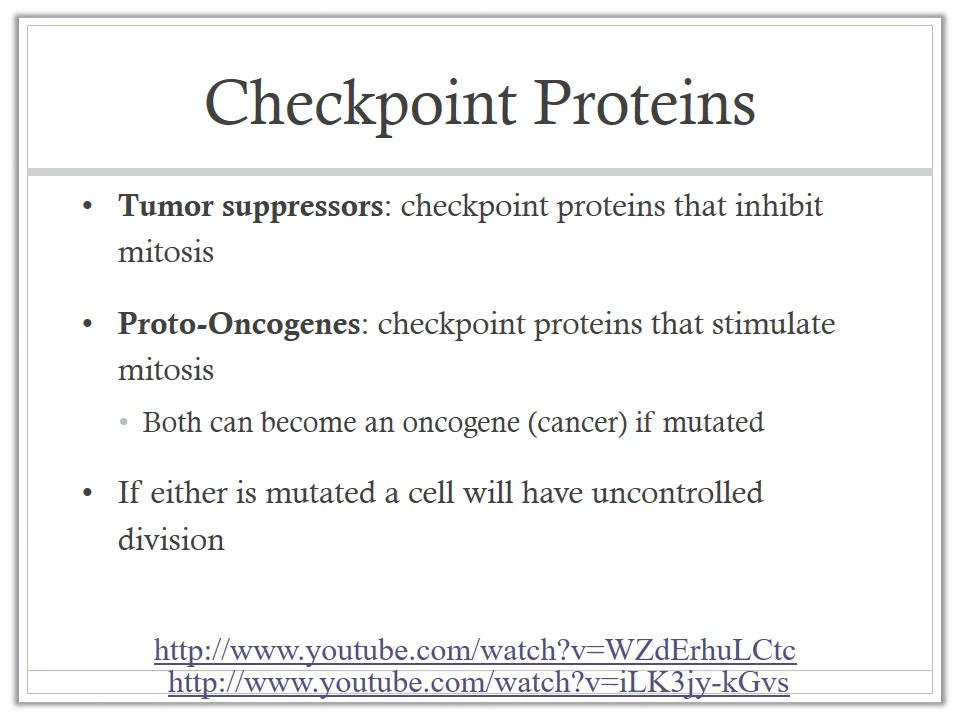 Checkpoint Proteins
• Tumor suppressors: checkpoint proteins that inhibit
mitosis
• Proto-Oncogenes: checkpoint proteins that stimulate
mitosis
• Both can become an oncogene (cancer) if mutated
• If either is mutated a cell will have uncontrolled
division
http://www.youtube.com/watch?v=WZdErhuLCtc
http://www.youtube.com/watch?v=iLK3jy-kGvs